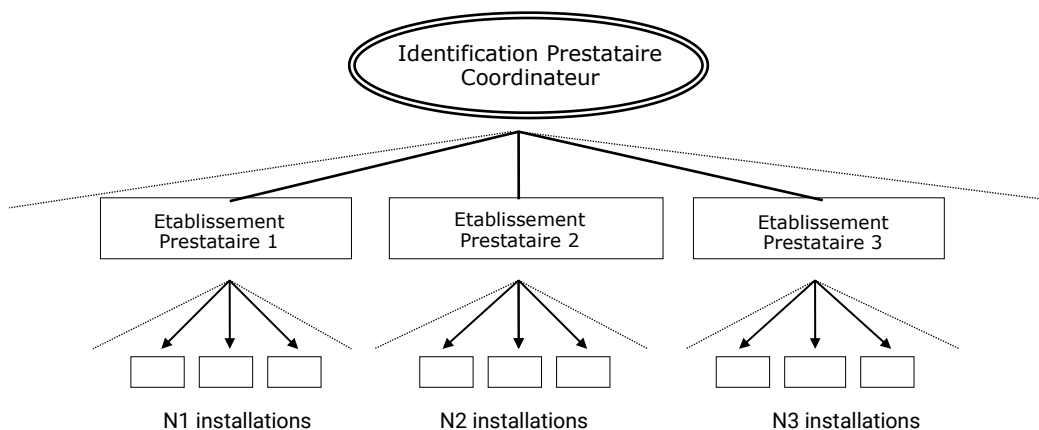 Identification Prestataire
Coordinateur
Etablissement
Prestataire 1
Etablissement
Prestataire 2
Etablissement
Prestataire 3
N1 installations
N2 installations
N3 installations